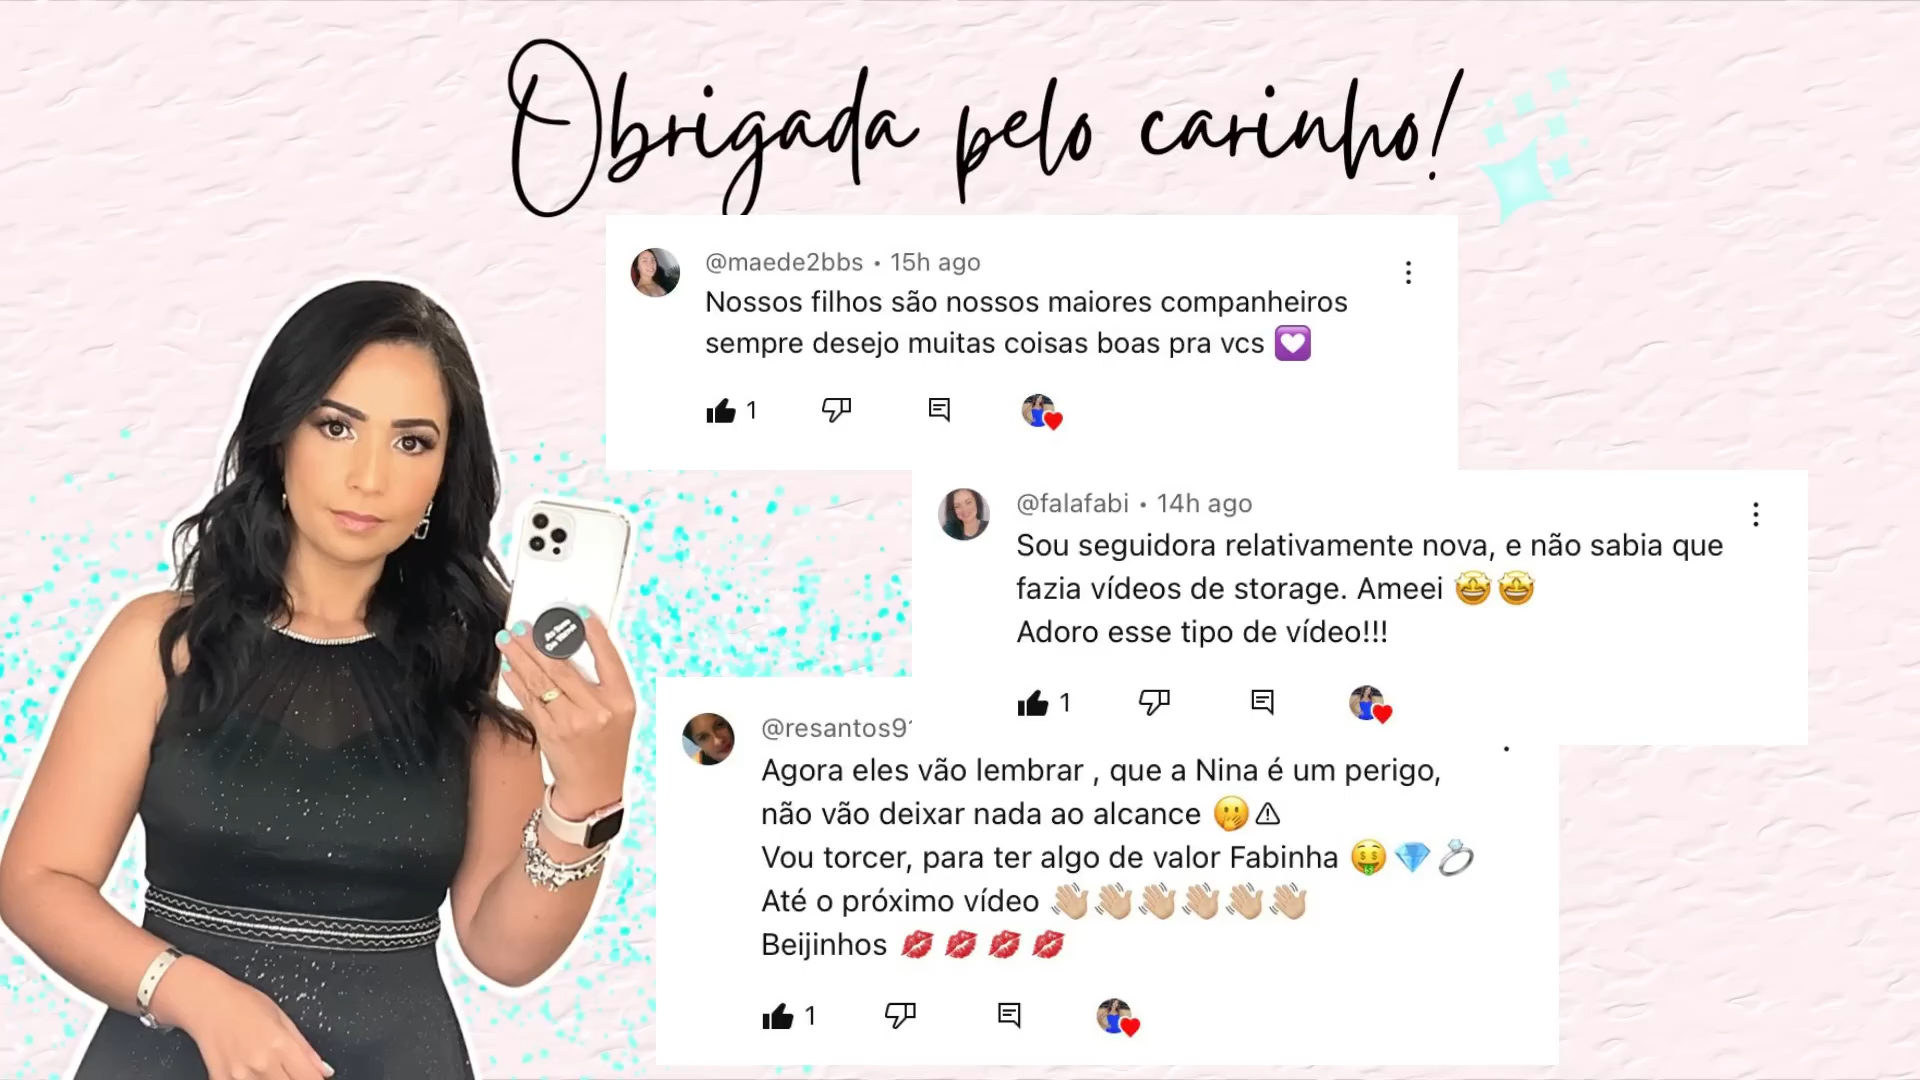 Obrigada pelo carinho!
@maede2bbs • 15h ago
Nossos filhos são nossos maiores companheiros
sempre desejo muitas coisas boas pra vcs 💟
1
@falafabi • 14h ago
Sou seguidora relativamente nova, e não sabia que
fazia vídeos de storage. Ameei 🤩🤩
Adoro esse tipo de vídeo!!!
1
@resantos9
Agora eles vão lembrar , que a Nina é um perigo,
não vão deixar nada ao alcance 🤭⚠
Vou torcer, para ter algo de valor Fabinha 🤑💎💍
Até o próximo vídeo 👋🏼👋🏼👋🏼👋🏼👋🏼👋🏼
Beijinhos 💋💋💋💋
1